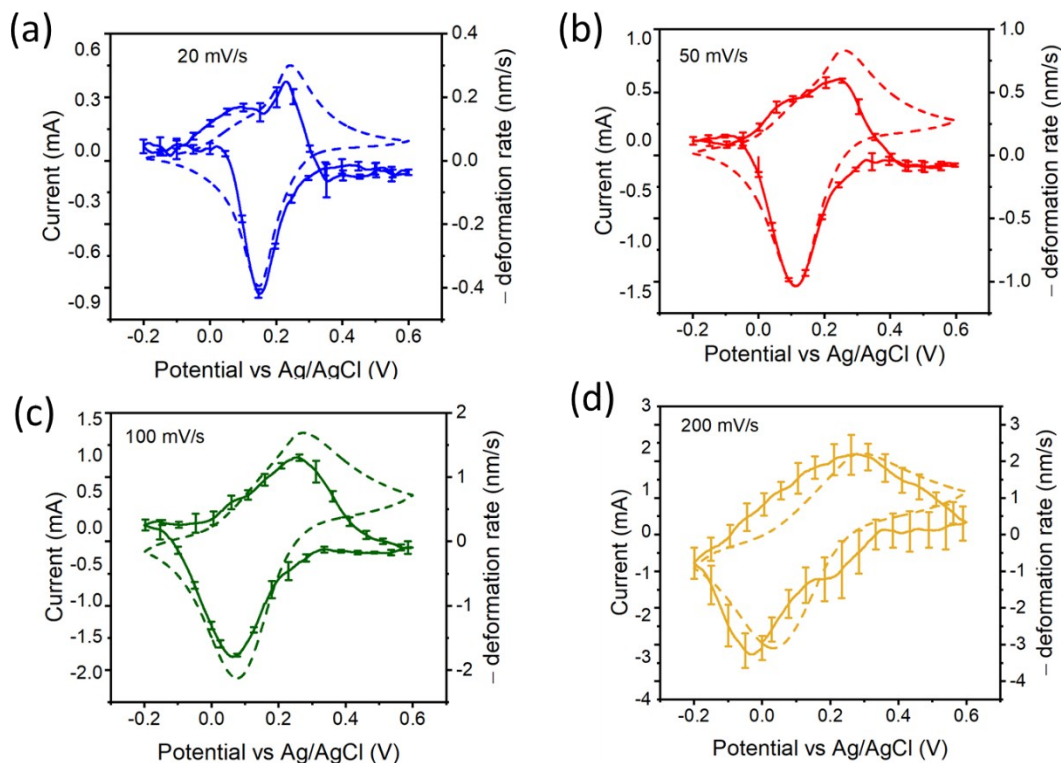 (a)
20 mV/s
Current (mA)
0.6
0.3
0.0
-0.3
-0.6
-0.9
0.4
0.2
0.0
-0.2
-0.4
− deformation rate (nm/s)
-0.2 0.0 0.2 0.4 0.6
Potential vs Ag/AgCl (V)
(b)
50 mV/s
Current (mA)
1.0
0.5
0.0
-0.5
-1.0
-1.5
1.0
0.5
0.0
-0.5
-1.0
− deformation rate (nm/s)
-0.2 0.0 0.2 0.4 0.6
Potential vs Ag/AgCl (V)
(c)
100 mV/s
Current (mA)
1.5
1.0
0.5
0.0
-0.5
-1.0
-1.5
-2.0
2
1
0
-1
-2
− deformation rate (nm/s)
-0.2 0.0 0.2 0.4 0.6
Potential vs Ag/AgCl (V)
(d)
200 mV/s
Current (mA)
3
2
1
0
-1
-2
-3
-4
3
2
1
0
-1
-2
-3
-4
− deformation rate (nm/s)
-0.2 0.0 0.2 0.4 0.6
Potential vs Ag/AgCl (V)